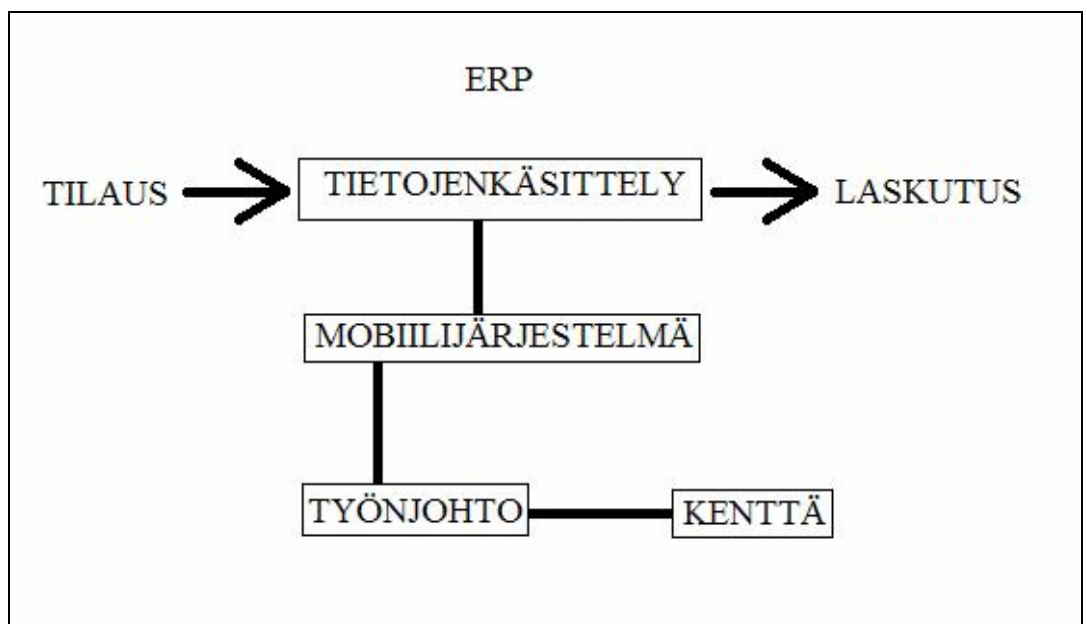 ERP
TILAUS
TIETOJENKÄSITTELY
LASKUTUS
MOBIILIJÄRJESTELMÄ
TYÖNJOHTO
KENTTÄ